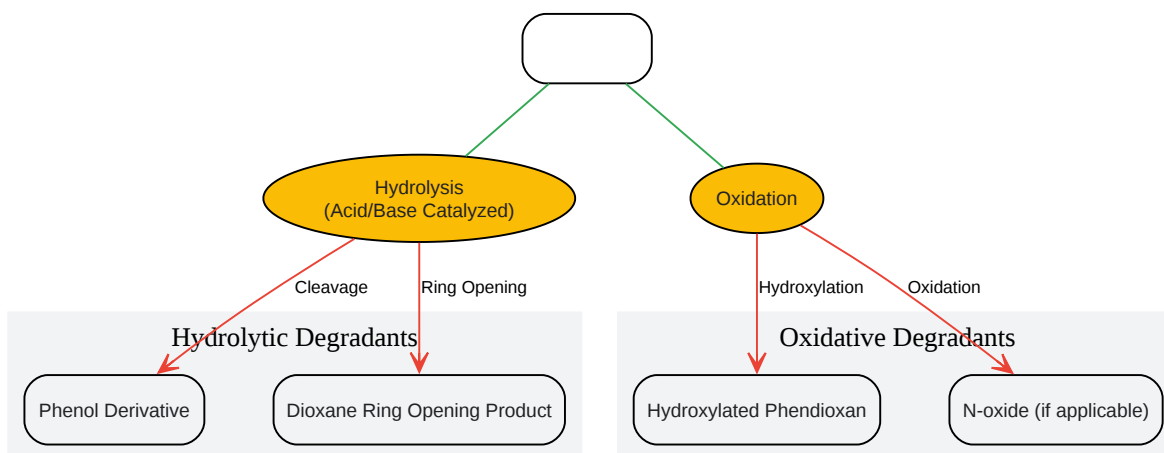 Hydrolysis
(Acid/Base Catalyzed)
Oxidation
Cleavage
Ring Opening
Hydroxylation
Oxidation
Hydrolytic Degradants
Oxidative Degradants
Phenol Derivative
Dioxane Ring Opening Product
Hydroxylated Phendioxan
N-oxide (if applicable)